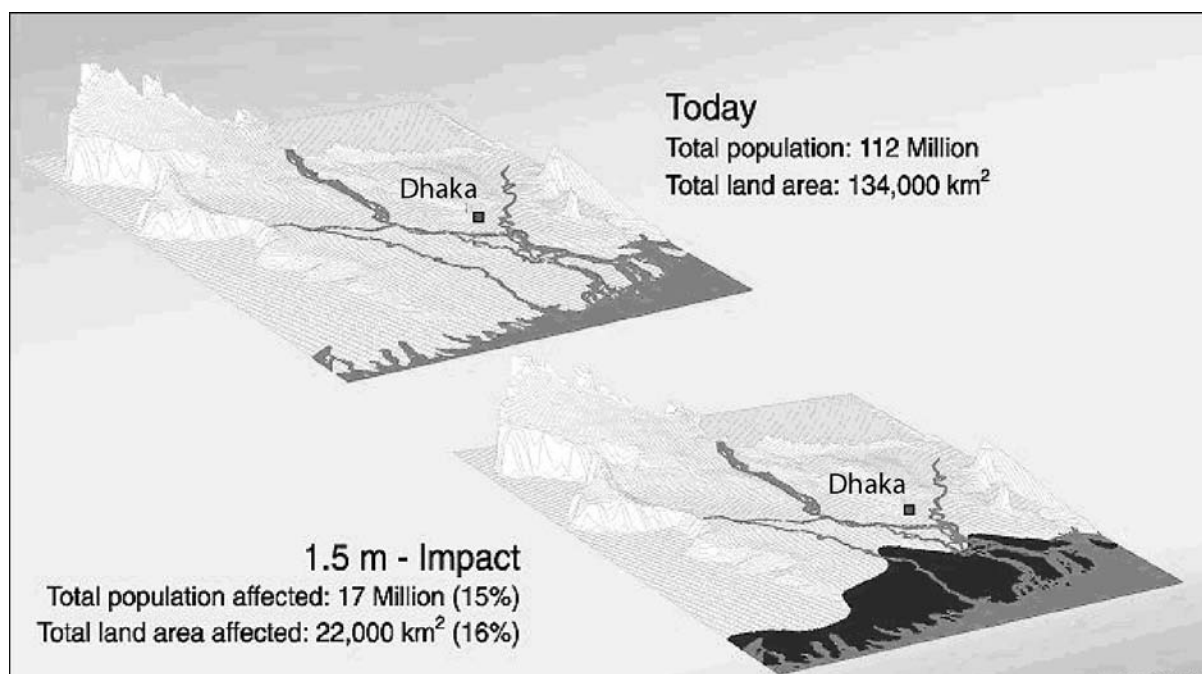 Today
Total population: 112 Million
Total land area: 134,000 km²
Dhaka
Dhaka
1.5 m - Impact
Total population affected: 17 Million (15%)
Total land area affected: 22,000 km² (16%)